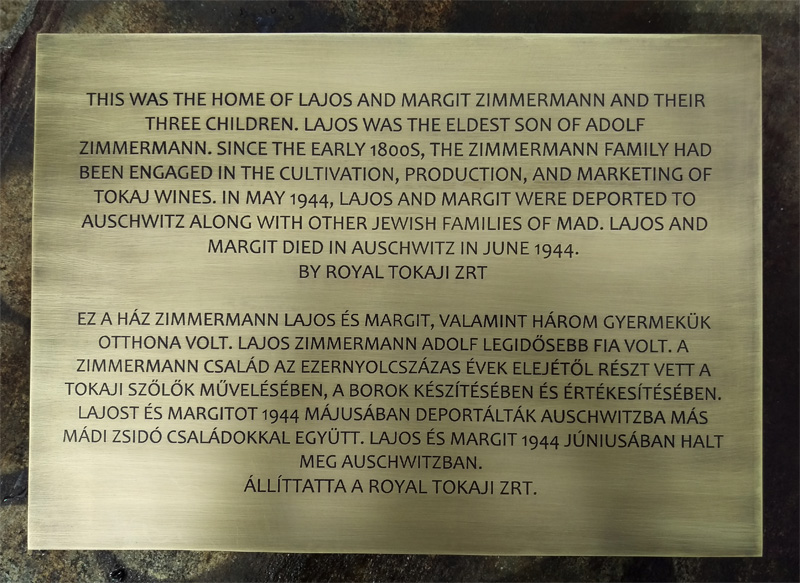 THIS WAS THE HOME OF LAJOS AND MARGIT ZIMMERMANN AND THEIR
THREE CHILDREN. LAJOS WAS THE ELDEST SON OF ADOLF
ZIMMERMANN. SINCE THE EARLY 1800S, THE ZIMMERMANN FAMILY HAD
BEEN ENGAGED IN THE CULTIVATION, PRODUCTION, AND MARKETING OF
TOKAJ WINES. IN MAY 1944, LAJOS AND MARGIT WERE DEPORTED TO
AUSCHWITZ ALONG WITH OTHER JEWISH FAMILIES OF MAD. LAJOS AND
MARGIT DIED IN AUSCHWITZ IN JUNE 1944.
BY ROYAL TOKAJI ZRT
EZ A HÁZ ZIMMERMANN LAJOS ÉS MARGIT, VALAMINT HÁROM GYERMEKÜK
OTTHONA VOLT. LAJOS ZIMMERMANN ADOLF LEGIDŐSEBB FIA VOLT. A
ZIMMERMANN CSALÁD AZ EZERNYOLCSZÁZAS ÉVEK ELEJÉTŐL RÉSZT VETT A
TOKAJI SZŐLŐK MŰVELÉSÉBEN, A BOROK KÉSZÍTÉSÉBEN ÉS ÉRTÉKESÍTÉSÉBEN.
LAJOST ÉS MARGITOT 1944 MÁJUSÁBAN DEPORTÁLTÁK AUSCHWITZBA MÁS
MÁDI ZSIDÓ CSALÁDOKKAL EGYÜTT. LAJOS ÉS MARGIT 1944 JÚNIUSÁBAN HALT
MEG AUSCHWITZBAN.
ÁLLÍTTATTA A ROYAL TOKAJI ZRT.